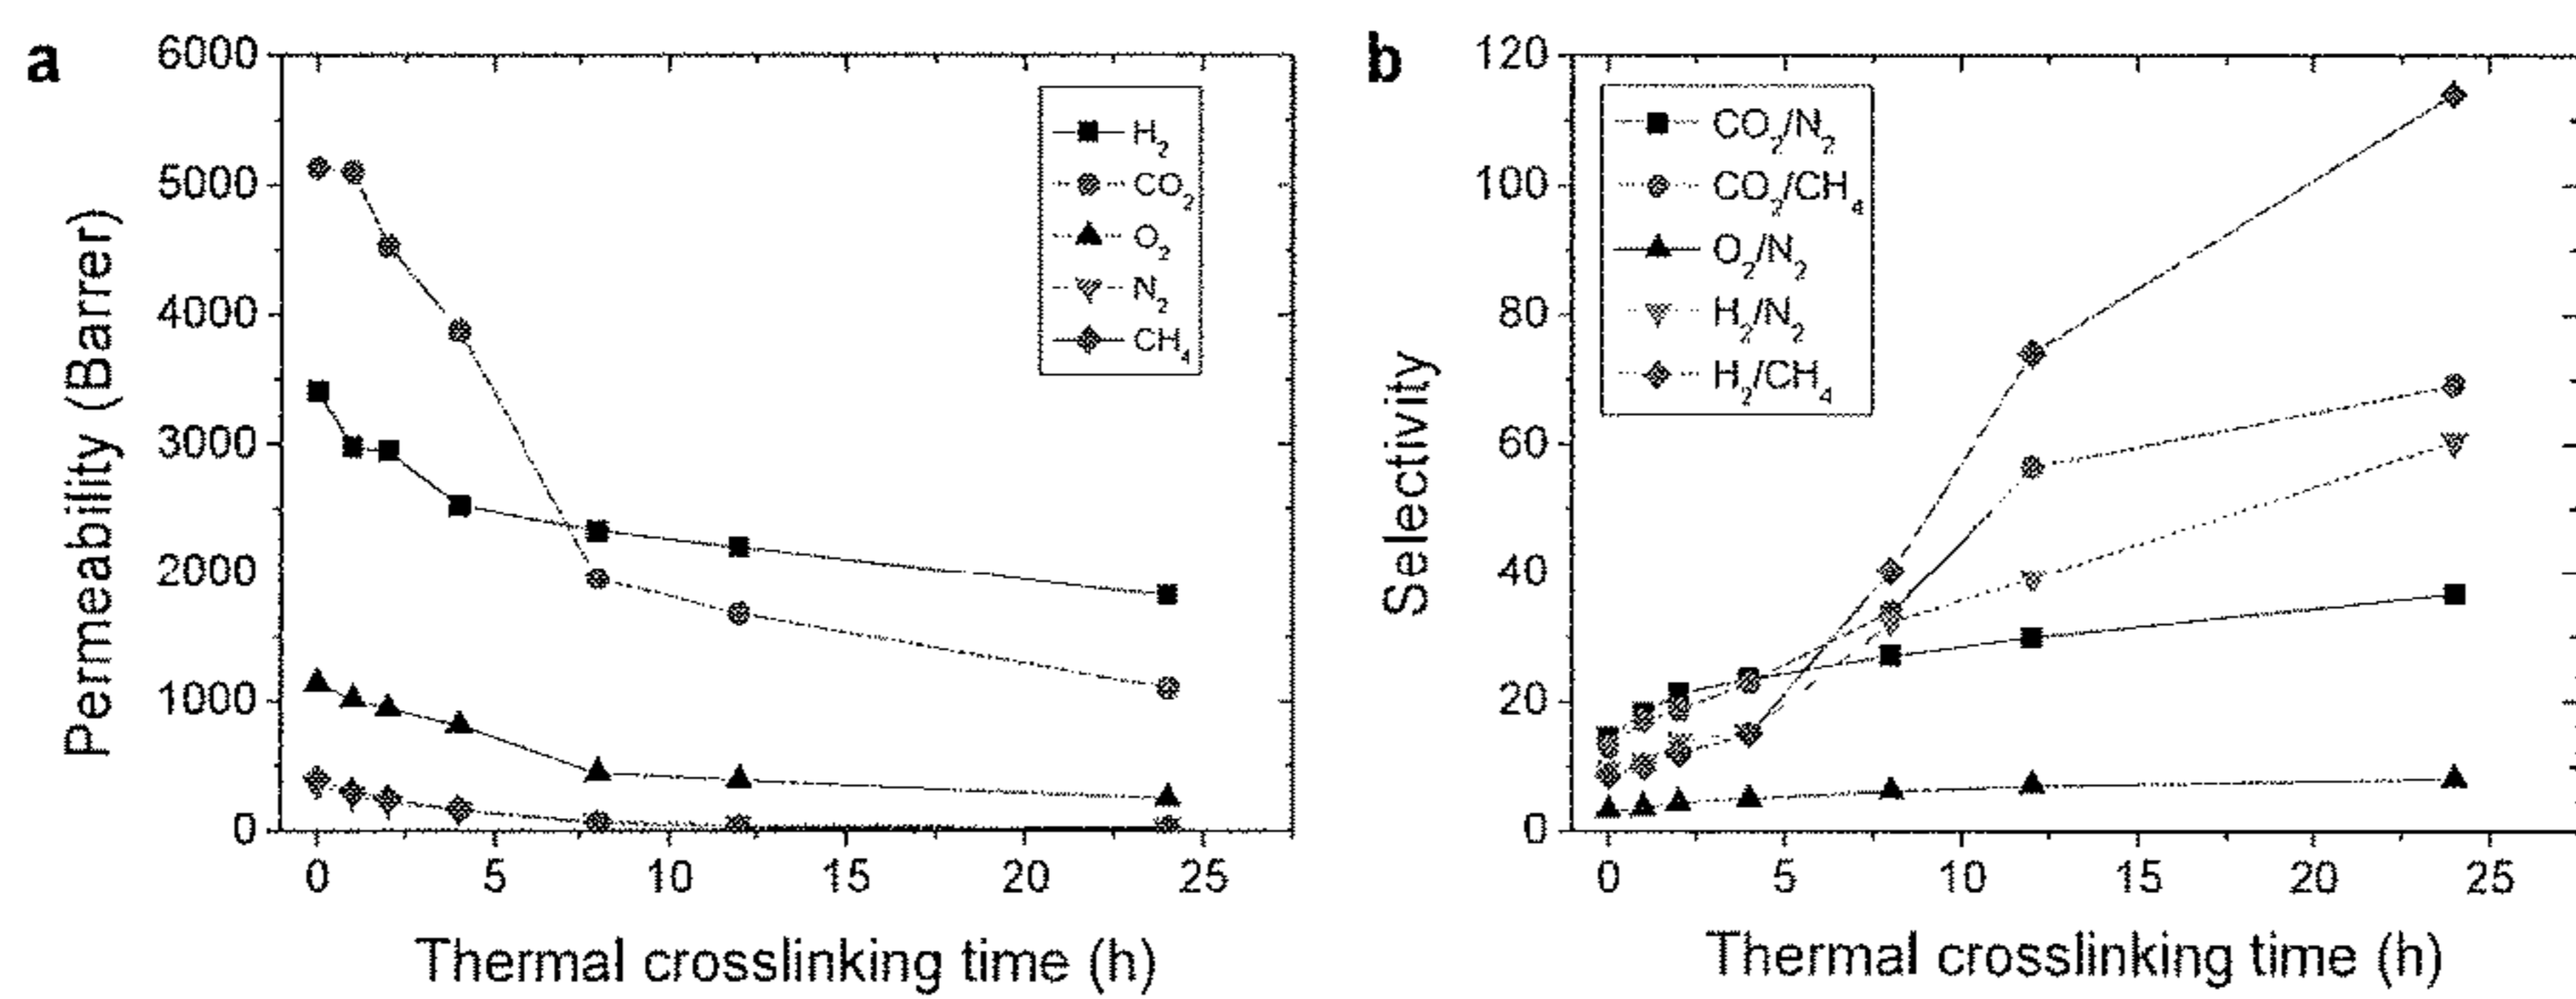 a
6000
5000
4000
3000
2000
1000
0
Permeability (Barrer)
H₂
CO₂
O₂
N₂
CH₄
0 5 10 15 20 25
Thermal crosslinking time (h)
b
120
100
80
60
40
20
0
Selectivity
CO₂/N₂
CO₂/CH₄
O₂/N₂
H₂/N₂
H₂/CH₄
0 5 10 15 20 25
Thermal crosslinking time (h)